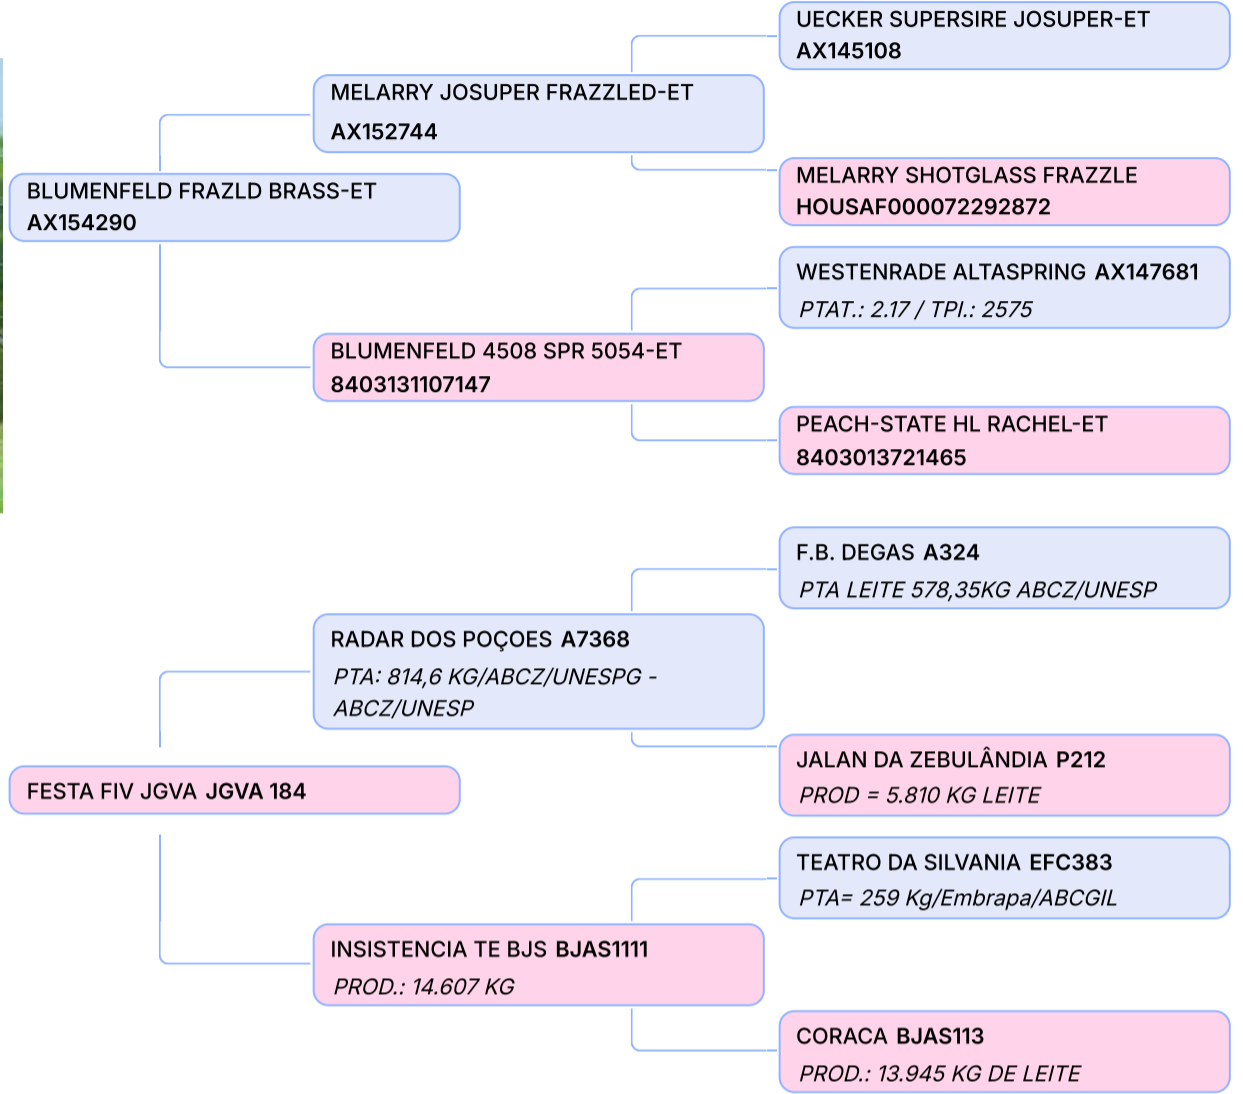 UECKER SUPERSIRE JOSUPER-ET
AX145108
MELARRY JOSUPER FRAZZLED-ET
AX152744
MELARRY SHOTGLASS FRAZZLE
HOUSAF000072292872
BLUMENFELD FRAZLD BRASS-ET
AX154290
WESTENRADE ALTASPRING AX147681
PTAT.: 2.17 / TPI.: 2575
BLUMENFELD 4508 SPR 5054-ET
8403131107147
PEACH-STATE HL RACHEL-ET
8403013721465
F.B. DEGAS A324
PTA LEITE 578,35KG ABCZ/UNESP
RADAR DOS POÇOES A7368
PTA: 814,6 KG/ABCZ/UNESPG -
ABCZ/UNESP
JALAN DA ZEBULÂNDIA P212
PROD = 5.810 KG LEITE
FESTA FIV JGVA JGVA 184
TEATRO DA SILVANIA EFC383
PTA= 259 Kg/Embrapa/ABCGIL
INSISTENCIA TE BJS BJAS1111
PROD.: 14.607 KG
CORACA BJAS113
PROD.: 13.945 KG DE LEITE